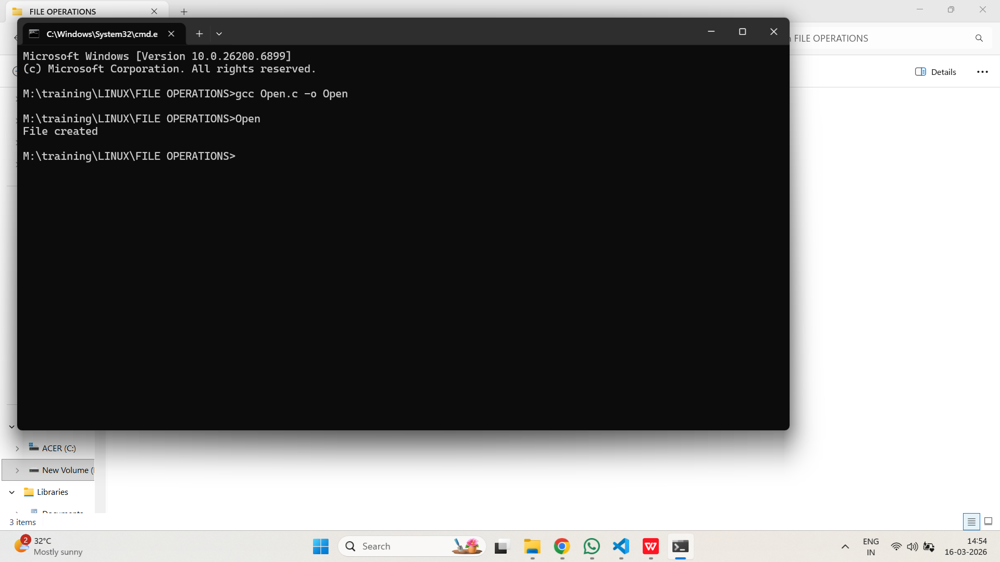 FILE OPERATIONS
C:\Windows\System32\cmd.e
FILE OPERATIONS
Details
Microsoft Windows [Version 10.0.26200.6899]
(c) Microsoft Corporation. All rights reserved.
M:\training\LINUX\FILE OPERATIONS>gcc Open.c -o Open
M:\training\LINUX\FILE OPERATIONS>Open
File created
M:\training\LINUX\FILE OPERATIONS>
ACER (C:)
New Volume (
Libraries
Documents
3 items
2
32°C
Mostly sunny
Search
ENG
IN
14:54
16-03-2026